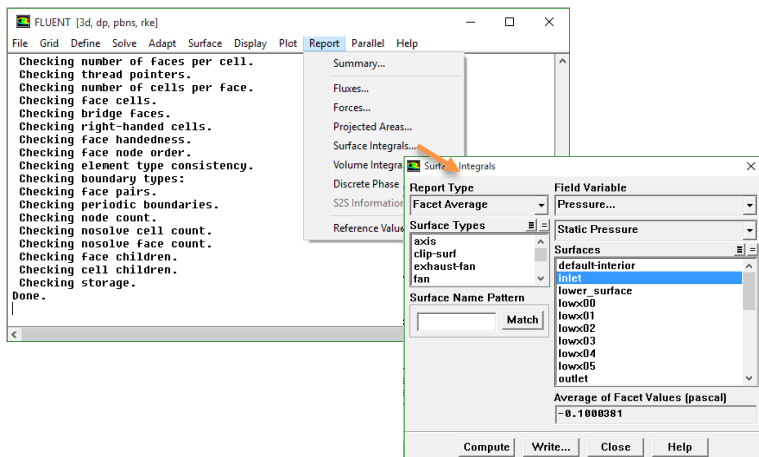 FLUENT [3d, dp, pbns, rke]
File Grid Define Solve Adapt Surface Display Plot Report Parallel Help
Checking number of faces per cell.
Checking thread pointers.
Checking number of cells per face.
Checking face cells.
Checking bridge faces.
Checking right-handed cells.
Checking face handedness.
Checking face node order.
Checking element type consistency.
Checking boundary types:
Checking face pairs.
Checking periodic boundaries.
Checking node count.
Checking nosolve cell count.
Checking nosolve face count.
Checking face children.
Checking cell children.
Checking storage.
Done.
Summary...
Fluxes...
Forces...
Projected Areas...
Surface Integrals...
Volume Integra
Discrete Phase
S2S Information
Reference Value
Surface Integrals
Report Type
Facet Average
Surface Types
axis
clip-surf
exhaust-fan
fan
Surface Name Pattern
Match
Field Variable
Pressure...
Static Pressure
Surfaces
default-interior
inlet
lower_surface
lowx00
lowx01
lowx02
lowx03
lowx04
lowx05
outlet
Average of Facet Values (pascal)
-0.1000381
Compute Write... Close Help